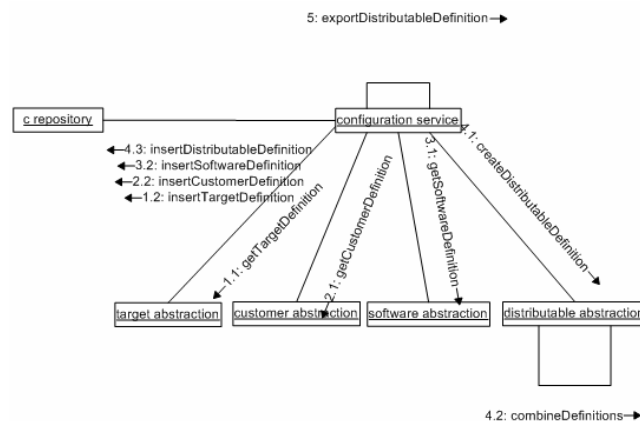 5: exportDistributableDefinition
c repository
configuration service
4.3: insertDistributableDefinition
3.2: insertSoftwareDefinition
2.2: insertCustomerDefinition
1.2: insertTargetDefinition
1.1: getTargetDefinition
2.1: getCustomerDefinition
3.1: getSoftwareDefinition
4.1: createDistributableDefinition
target abstraction
customer abstraction
software abstraction
distributable abstraction
4.2: combineDefinitions